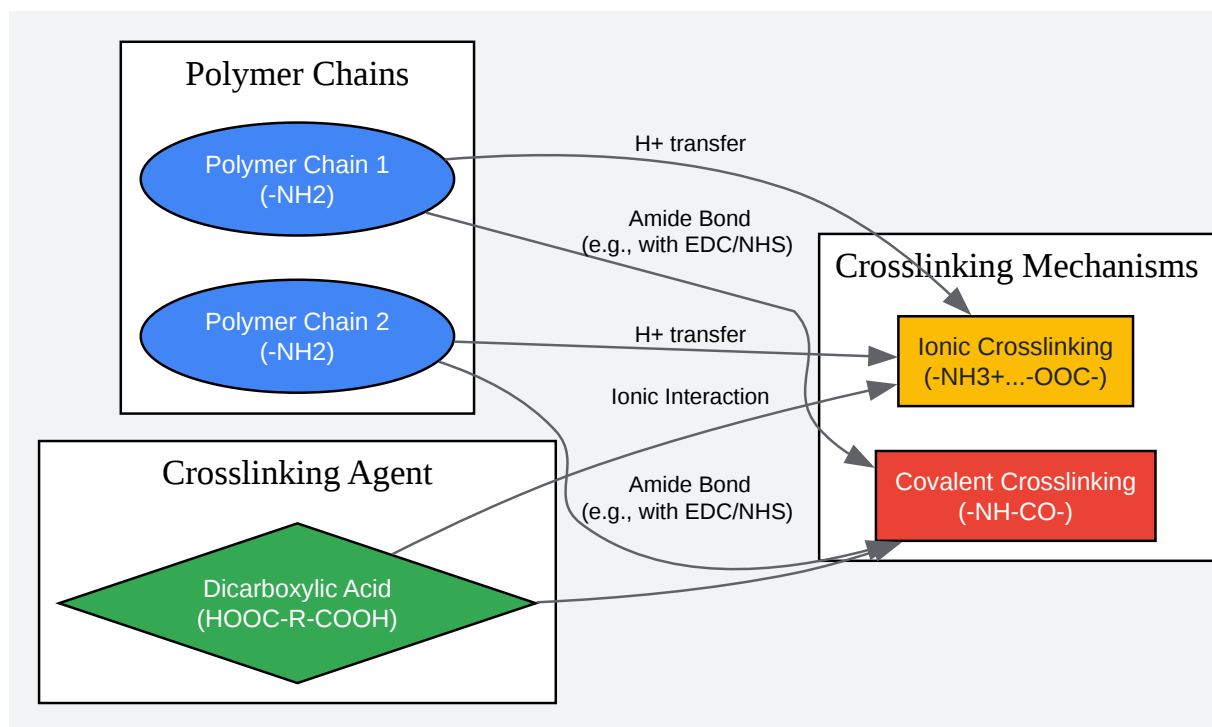 Polymer Chains
Polymer Chain 1
(-NH2)
Polymer Chain 2
(-NH2)
Crosslinking Agent
Dicarboxylic Acid
(HOOC-R-COOH)
H+ transfer
Amide Bond
(e.g., with EDC/NHS)
H+ transfer
Ionic Interaction
Amide Bond
(e.g., with EDC/NHS)
Crosslinking Mechanisms
Ionic Crosslinking
(-NH3+...-OOC-)
Covalent Crosslinking
(-NH-CO-)